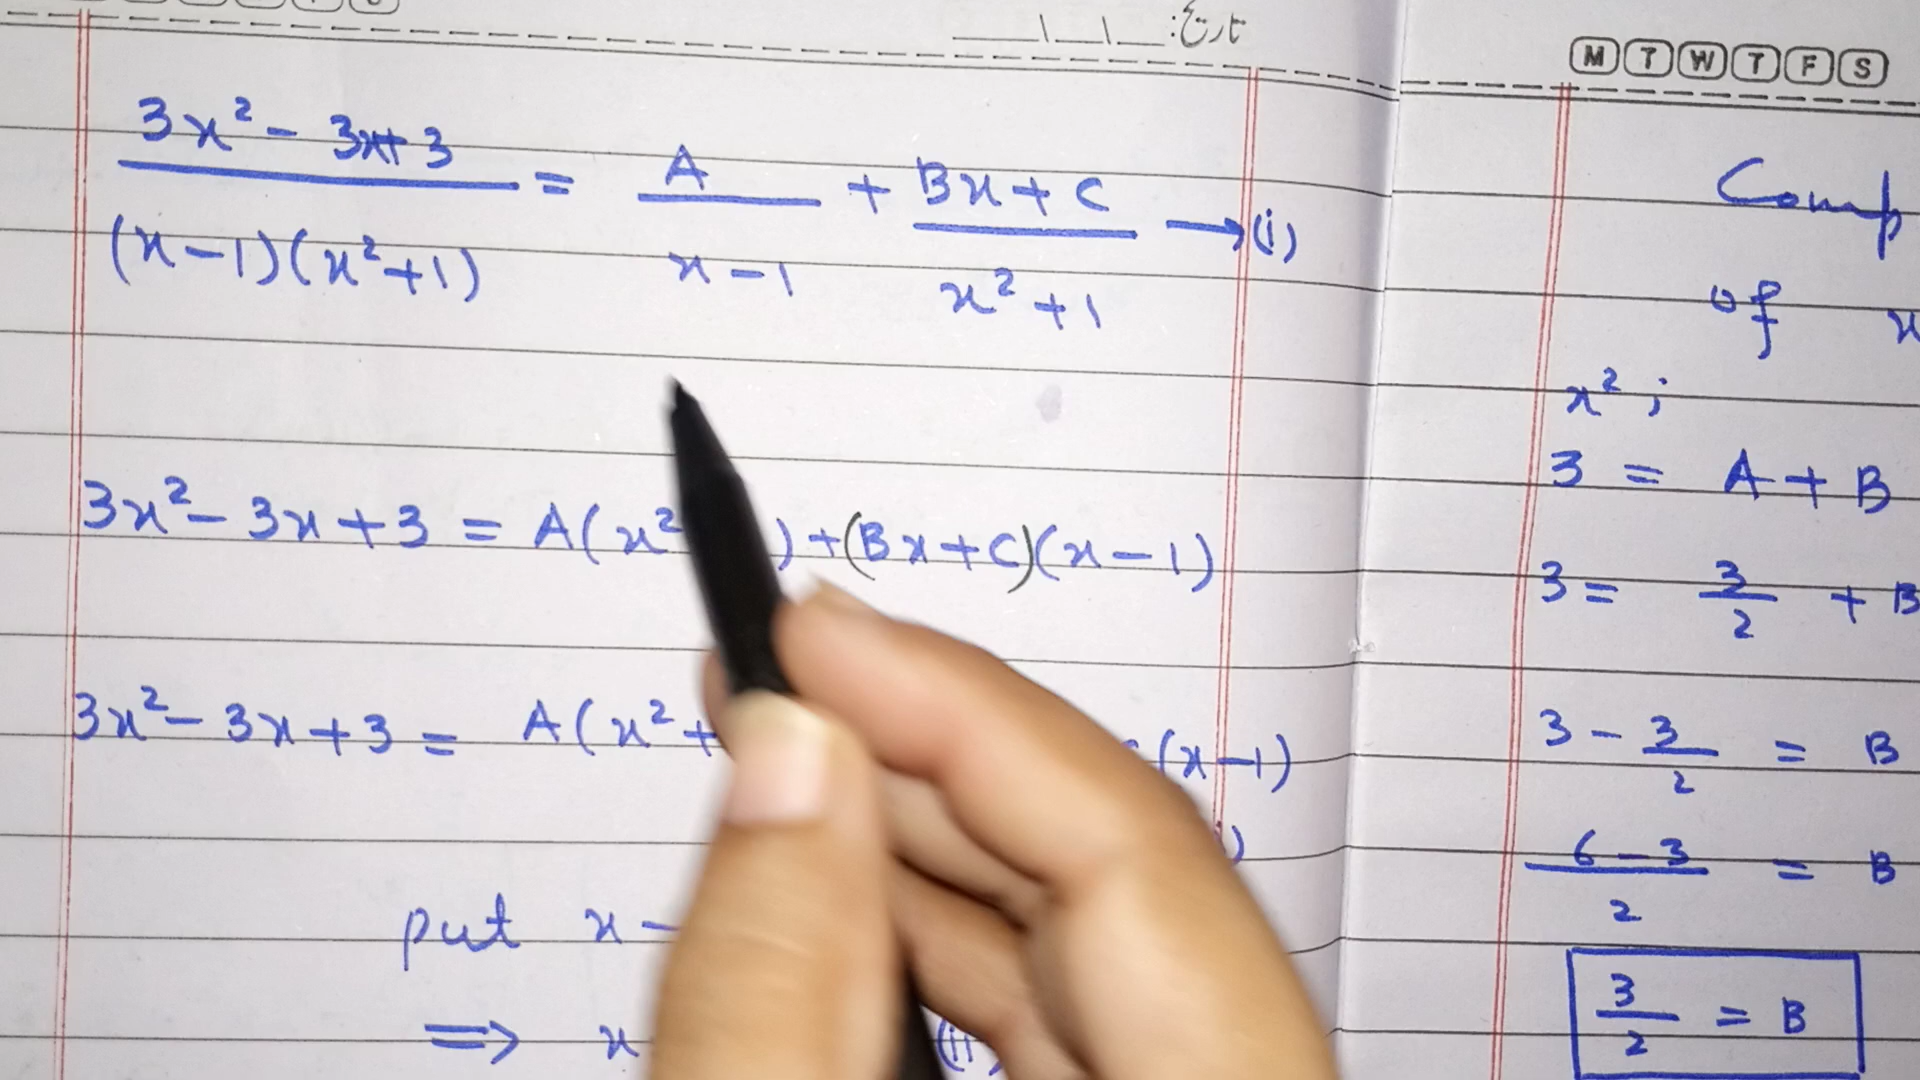 تاریخ: __\__\____
3x² - 3x+3 / (x-1)(x²+1) = A / x-1 + Bx+C / x²+1 → (i)
3x² - 3x + 3 = A(x² ) + (Bx+C)(x-1)
3x² - 3x + 3 = A(x²+ (x-1)
put x -
⇒ x (ii)
M T W T F S
of x
x² ;
3 = A + B
3 = 3/2 + B
3 - 3/2 = B
6-3 / 2 = B
3/2 = B